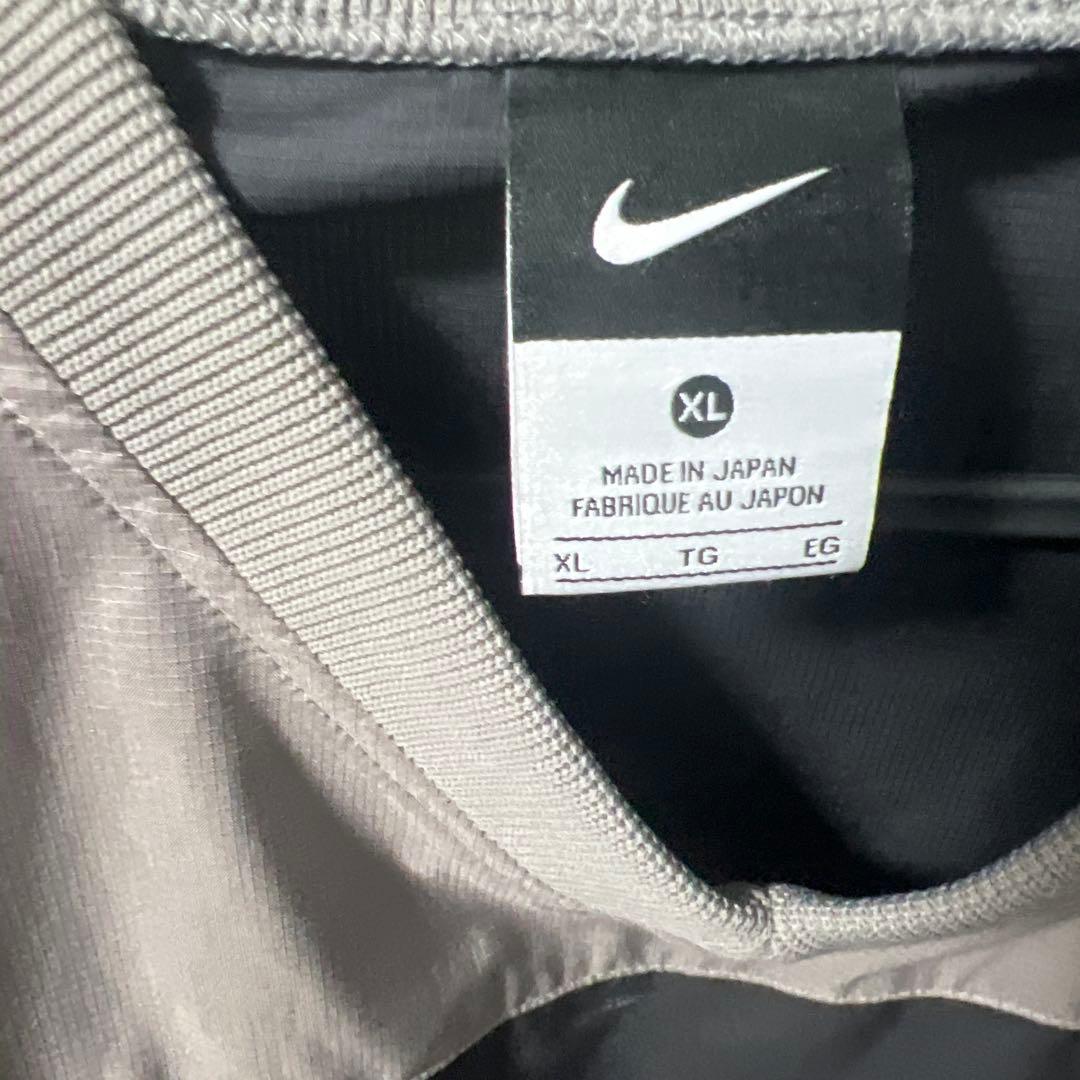 XL
MADE IN JAPAN
FABRIQUE AU JAPON
XL TG EG